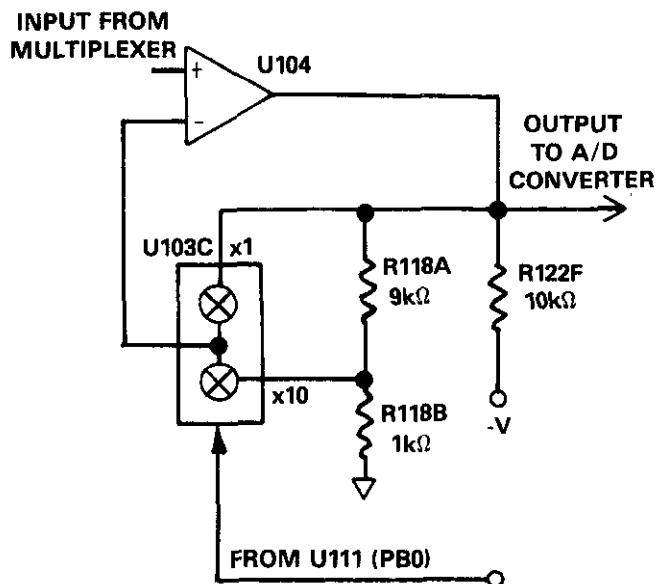 INPUT FROM
MULTIPLEXER
+
U104
-
OUTPUT
TO A/D
CONVERTER
U103C x1
R118A
9kΩ
R122F
10kΩ
x10
R118B
1kΩ
-V
FROM U111 (PB0)